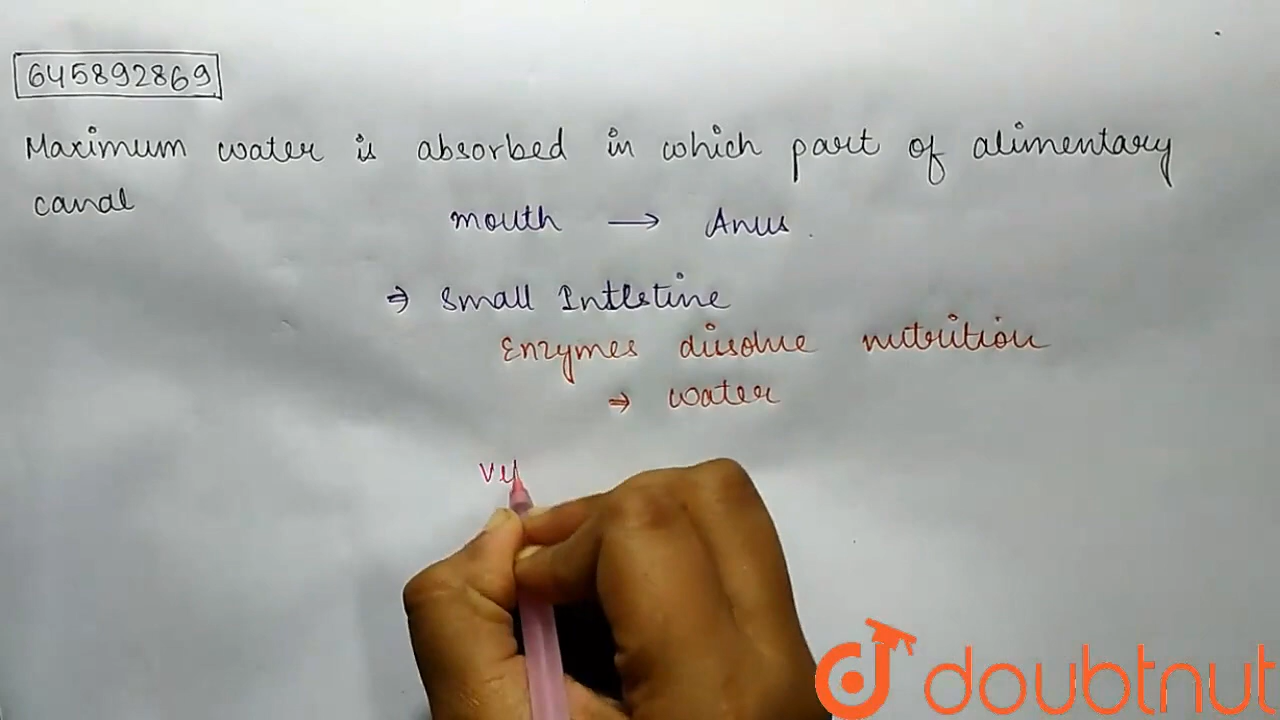 645892869
Maximum water is absorbed in which part of alimentary
canal
mouth → Anus.
⇒ Small Intestine
Enzymes dissolve nutrition
⇒ water
doubtnut